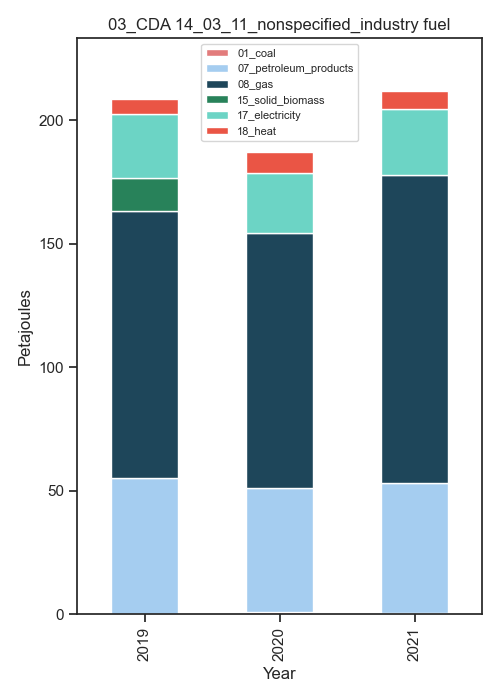 03_CDA 14_03_11_nonspecified_industry fuel
01_coal
07_petroleum_products
08_gas
15_solid_biomass
17_electricity
18_heat
200
150
100
50
0
Petajoules
2019
2020
2021
Year